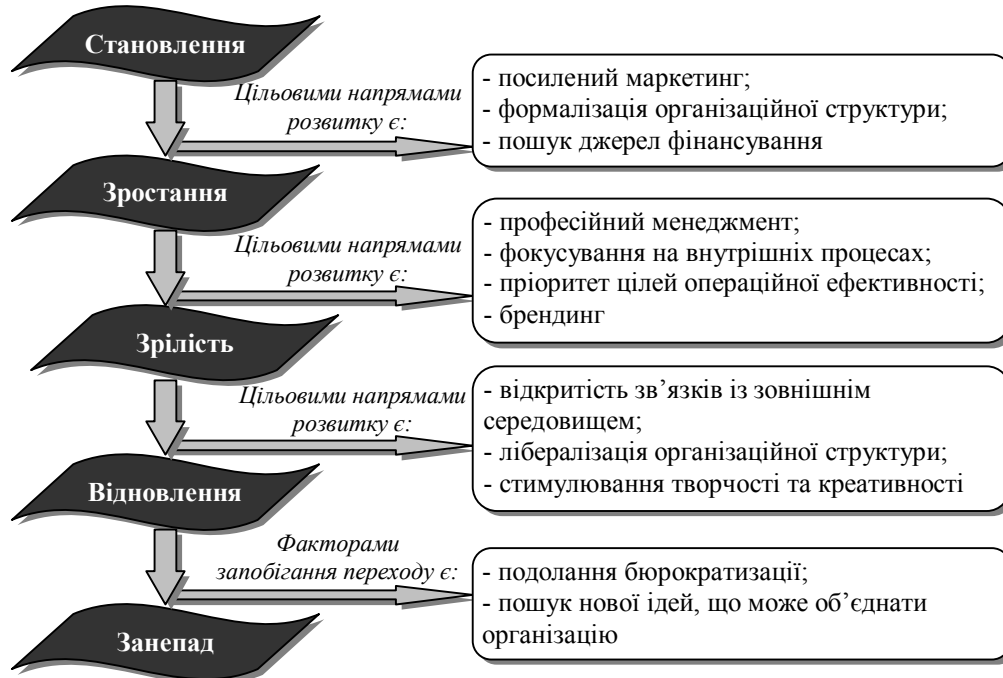 Становлення
Цільовими напрямами
розвитку є:
- посилений маркетинг;
- формалізація організаційної структури;
- пошук джерел фінансування
Зростання
Цільовими напрямами
розвитку є:
- професійний менеджмент;
- фокусування на внутрішніх процесах;
- пріоритет цілей операційної ефективності;
- брендинг
Зрілість
Цільовими напрямами
розвитку є:
- відкритість зв’язків із зовнішнім
середовищем;
- лібералізація організаційної структури;
- стимулювання творчості та креативності
Відновлення
Факторами
запобігання переходу є:
- подолання бюрократизації;
- пошук нової ідей, що може об’єднати
організацію
Занепад